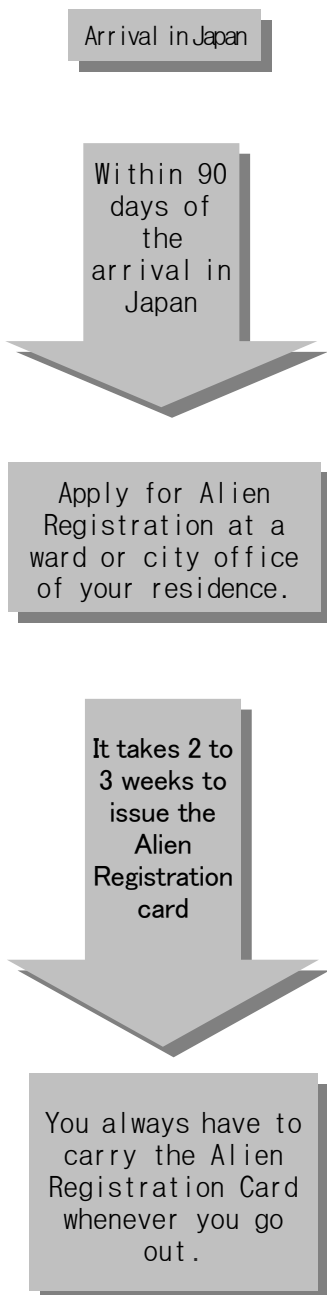 Arrival in Japan
Within 90
days of
the
arrival in
Japan
Apply for Alien
Registration at a
ward or city office
of your residence.
It takes 2 to
3 weeks to
issue the
Alien
Registration
card
You always have to
carry the Alien
Registration Card
whenever you go
out.